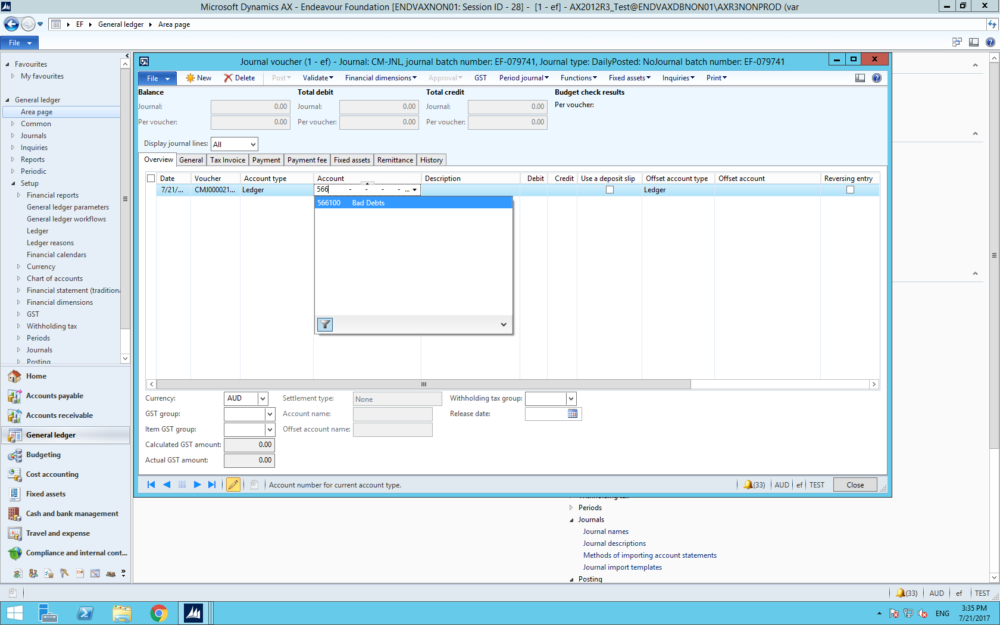 Microsoft Dynamics AX - Endeavour Foundation [ENDVAXNON01: Session ID - 28] - [1 - ef] - AX2012R3_Test@ENDVAXDBNON01\AXR3NONPROD (var
EF General ledger Area page
File
Favourites
My favourites
General ledger
Area page
Common
Journals
Inquiries
Reports
Periodic
Setup
Financial reports
General ledger parameters
General ledger workflows
Ledger
Ledger reasons
Financial calendars
Currency
Chart of accounts
Financial statement (traditiona
Financial dimensions
GST
Withholding tax
Periods
Journals
Posting
Home
Accounts payable
Accounts receivable
General ledger
Budgeting
Cost accounting
Fixed assets
Cash and bank management
Travel and expense
Compliance and internal cont...
Journal voucher (1 - ef) - Journal: CM-JNL, journal batch number: EF-079741, Journal type: DailyPosted: NoJournal batch number: EF-079741
File New Delete Post Validate Financial dimensions Approval GST Period journal Functions Fixed assets Inquiries Print
Balance Total debit Total credit Budget check results
Journal: 0.00 Journal: 0.00 Journal: 0.00 Per voucher:
Per voucher: 0.00 Per voucher: 0.00 Per voucher: 0.00
Display journal lines: All
Overview General Tax Invoice Payment Payment fee Fixed assets Remittance History
Date Voucher Account type Account Description Debit Credit Use a deposit slip Offset account type Offset account Reversing entry
7/21/... CMJ000021... Ledger 566 - - - - ... Ledger
566100 Bad Debts
Currency: AUD Settlement type: None Withholding tax group:
GST group: Account name: Release date:
Item GST group: Offset account name:
Calculated GST amount: 0.00
Actual GST amount: 0.00
Account number for current account type. (33) AUD ef TEST Close
Periods
Journals
Journal names
Journal descriptions
Methods of importing account statements
Journal import templates
Posting
(33) AUD ef TEST
ENG 3:35 PM
7/21/2017